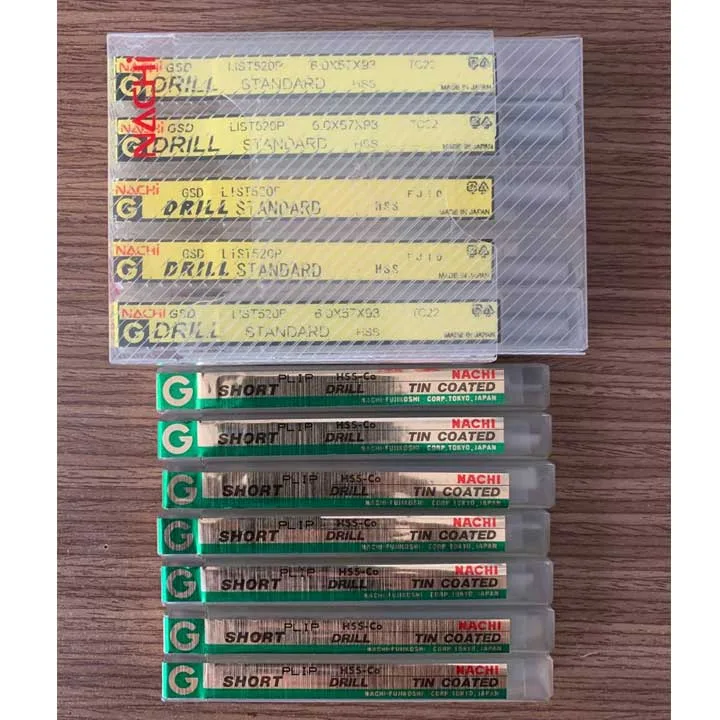 NACHI
NACHI GSD LIST520P 6.0X57X93 TC22
G DRILL STANDARD HSS MADE IN JAPAN
NACHI GSD LIST520P 6.0X57X93 TC22
G DRILL STANDARD HSS MADE IN JAPAN
NACHI GSD LIST520P
G DRILL STANDARD HSS MADE IN JAPAN
NACHI GSD LIST520P
G DRILL STANDARD HSS MADE IN JAPAN
NACHI GSD LIST520P 6.0X57X93 TC22
G DRILL STANDARD HSS MADE IN JAPAN
PLIP HSS-Co NACHI
G SHORT DRILL TIN COATED
NACHI-FUJIKOSHI CORP.TOKYO,JAPAN
PLIP HSS-Co NACHI
G SHORT DRILL TIN COATED
NACHI-FUJIKOSHI CORP.TOKYO,JAPAN
PLIP HSS-Co NACHI
G SHORT DRILL TIN COATED
NACHI-FUJIKOSHI CORP.TOKYO,JAPAN
PLIP HSS-Co NACHI
G SHORT DRILL TIN COATED
NACHI-FUJIKOSHI CORP.TOKYO,JAPAN
PLIP HSS-Co NACHI
G SHORT DRILL TIN COATED
NACHI-FUJIKOSHI CORP.TOKYO,JAPAN
PLIP HSS-Co NACHI
G SHORT DRILL TIN COATED
NACHI-FUJIKOSHI CORP.TOKYO,JAPAN
PLIP HSS-Co NACHI
G SHORT DRILL TIN COATED
NACHI-FUJIKOSHI CORP.TOKYO,JAPAN